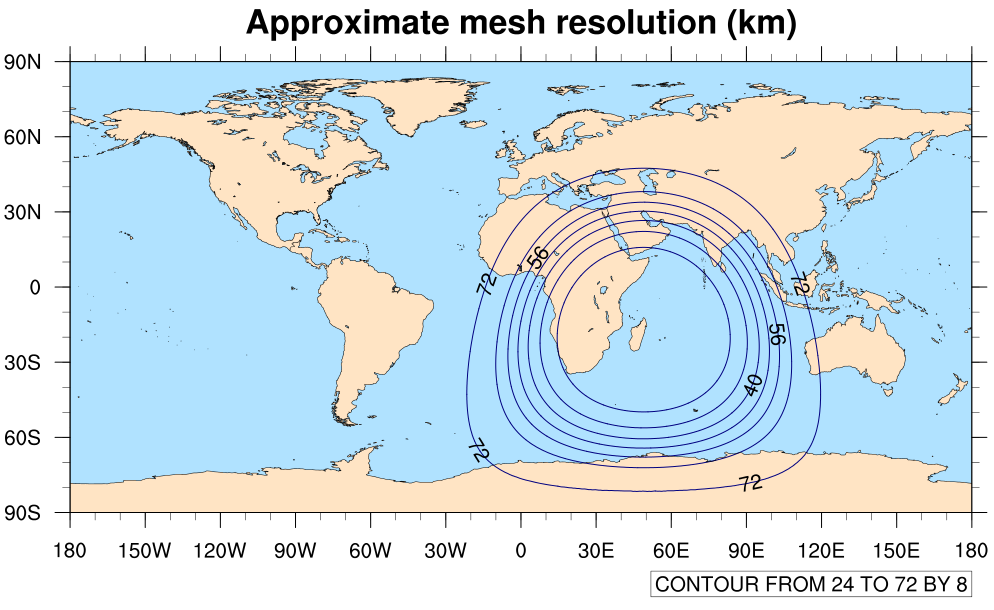 Approximate mesh resolution (km)
90N
60N
30N
0
30S
60S
90S
72
56
72
56
40
72
72
180 150W 120W 90W 60W 30W 0 30E 60E 90E 120E 150E 180
CONTOUR FROM 24 TO 72 BY 8